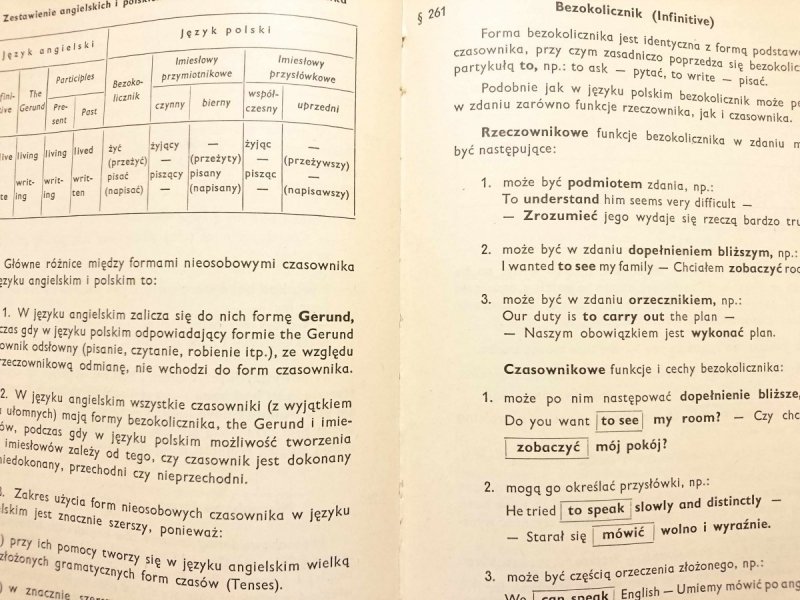 Zestawienie angielskich i
Język angielski
Język polski
The Gerund
Participles
Present
Past
Bezokolicznik
Imiesłowy przymiotnikowe
czynny
bierny
Imiesłowy przysłówkowe
współczesny
uprzedni
live living living lived żyć żyjący — żyjąc —
(przeżyć) — (przeżyty) — (przeżywszy)
writing writing written pisać piszący pisany pisząc —
(napisać) — (napisany) — (napisawszy)
Główne różnice między formami nieosobowymi czasownika
języku angielskim i polskim to:
1. W języku angielskim zalicza się do nich formę Gerund,
gdy w języku polskim odpowiadający formie the Gerund
odsłowny (pisanie, czytanie, robienie itp.), ze względu
odmianę, nie wchodzi do form czasownika.
2. W języku angielskim wszystkie czasowniki (z wyjątkiem
ułomnych) mają formy bezokolicznika, the Gerund i imie-
podczas gdy w języku polskim możliwość tworzenia
imiesłowów zależy od tego, czy czasownik jest dokonany
niedokonany, przechodni czy nieprzechodni.
Zakres użycia form nieosobowych czasownika w języku
jest znacznie szerszy, ponieważ:
) przy ich pomocy tworzy się w języku angielskim wielką
złożonych gramatycznych form czasów (Tenses).
) w znacznie
§ 261
Bezokolicznik (Infinitive)
Forma bezokolicznika jest identyczna z formą
czasownika, przy czym zasadniczo poprzedza się
partykułą to, np.: to ask — pytać, to write — pisać.
Podobnie jak w języku polskim bezokolicznik może
w zdaniu zarówno funkcje rzeczownika, jak i czasownika.
Rzeczownikowe funkcje bezokolicznika w zdaniu
być następujące:
1. może być podmiotem zdania, np.:
To understand him seems very difficult —
— Zrozumieć jego wydaje się rzeczą bardzo
2. może być w zdaniu dopełnieniem bliższym, np.:
I wanted to see my family — Chciałem zobaczyć
3. może być w zdaniu orzecznikiem, np.:
Our duty is to carry out the plan —
— Naszym obowiązkiem jest wykonać plan.
Czasownikowe funkcje i cechy bezokolicznika:
1. może po nim następować dopełnienie bliższe,
Do you want to see my room? — Czy
zobaczyć mój pokój?
2. mogą go określać przysłówki, np.:
He tried to speak slowly and distinctly —
— Starał się mówić wolno i wyraźnie.
3. może być częścią orzeczenia złożonego, np.:
We can speak English — Umiemy mówić po